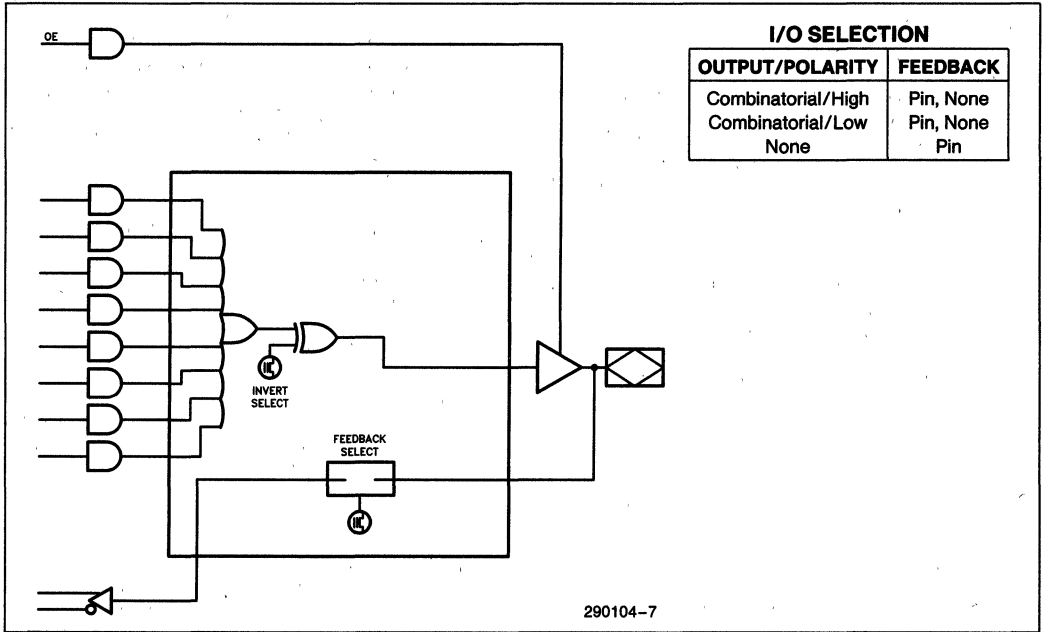 OE
I/O SELECTION
OUTPUT/POLARITY FEEDBACK
Combinatorial/High Pin, None
Combinatorial/Low Pin, None
None Pin
INVERT
SELECT
FEEDBACK
SELECT
290104-7